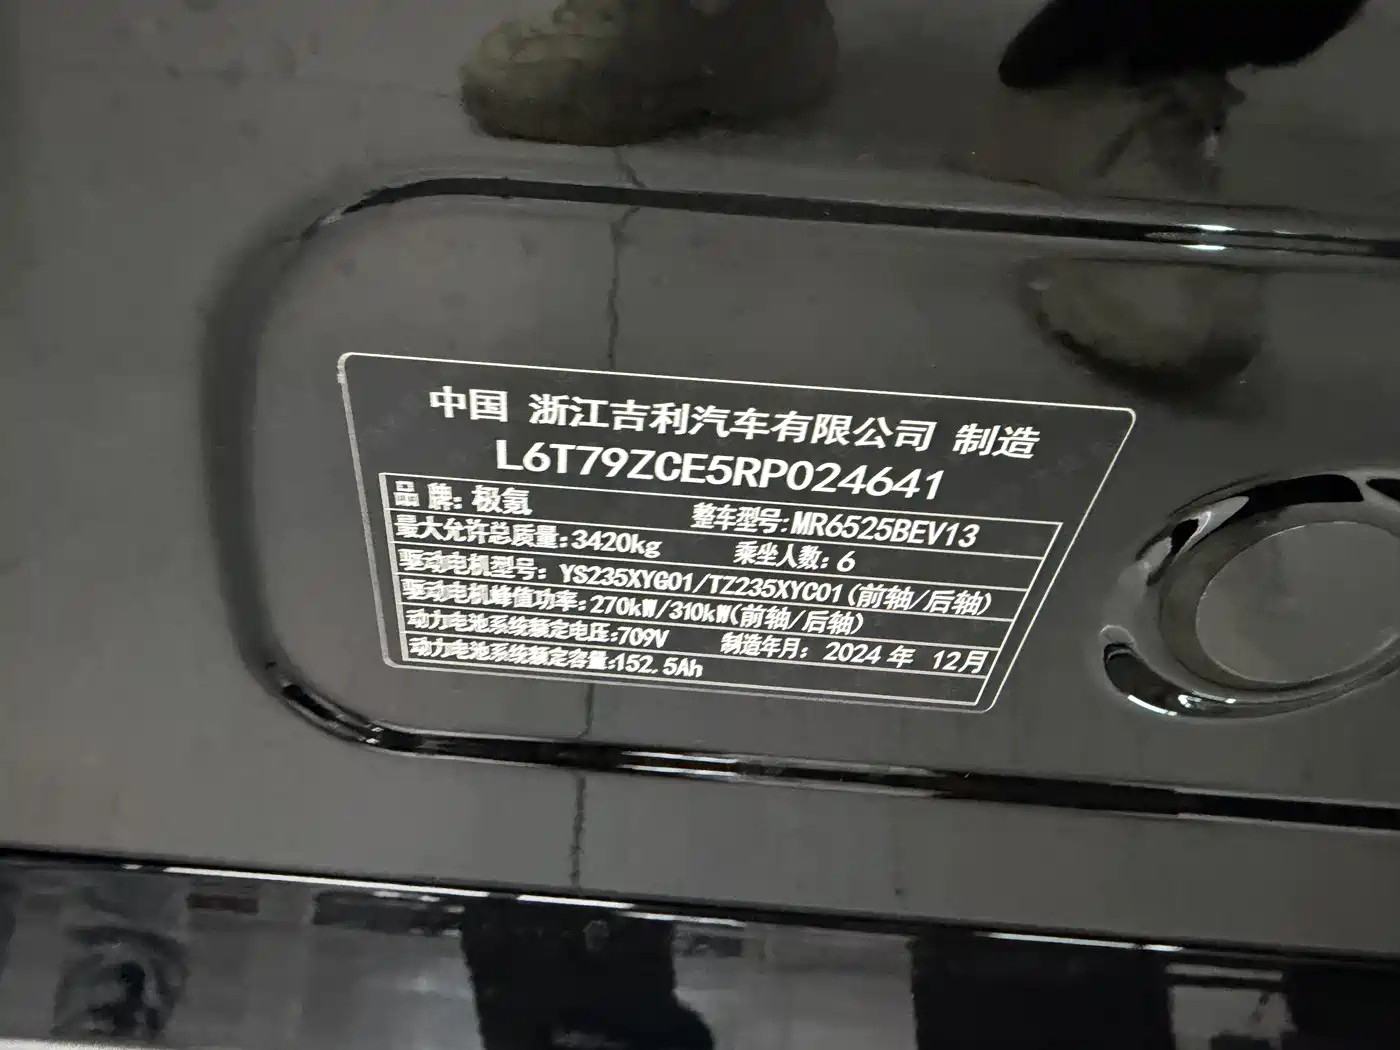 中国 浙江吉利汽车有限公司 制造
L6T79ZCE5RP024641
品 牌: 极氪 整车型号:MR6525BEV13
最大允许总质量:3420kg 乘坐人数: 6
驱动电机型号: YS235XYG01/TZ235XYC01(前轴/后轴)
驱动电机峰值功率:270kW/310kW(前轴/后轴)
动力电池系统额定电压:709V 制造年月: 2024 年 12月
动力电池系统额定容量:152.5Ah